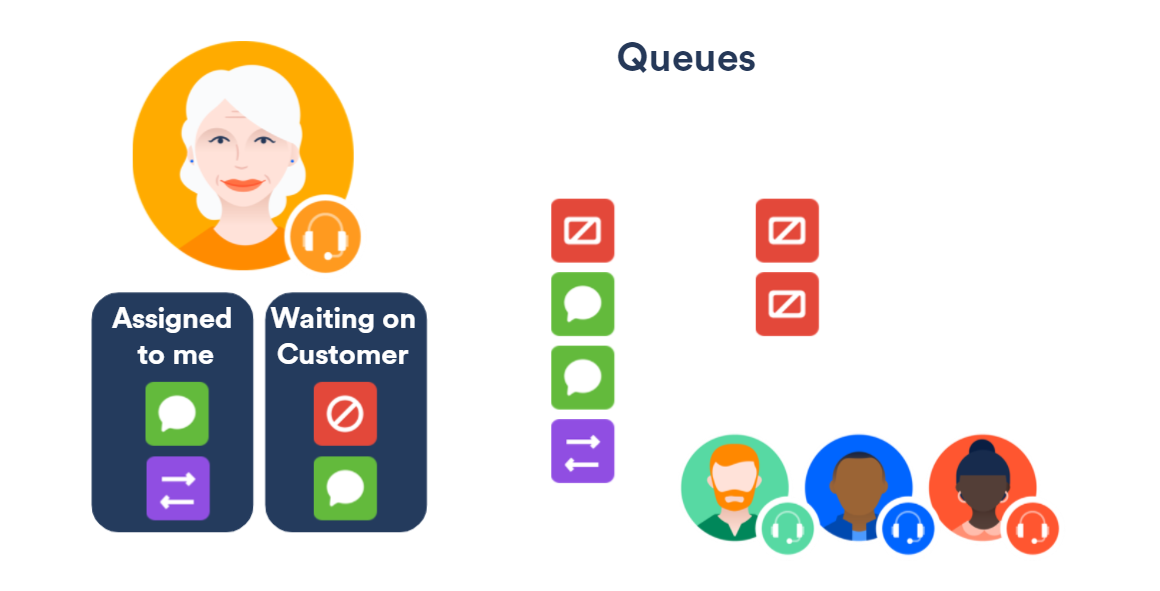 Queues
Assigned
to me
Waiting on
Customer